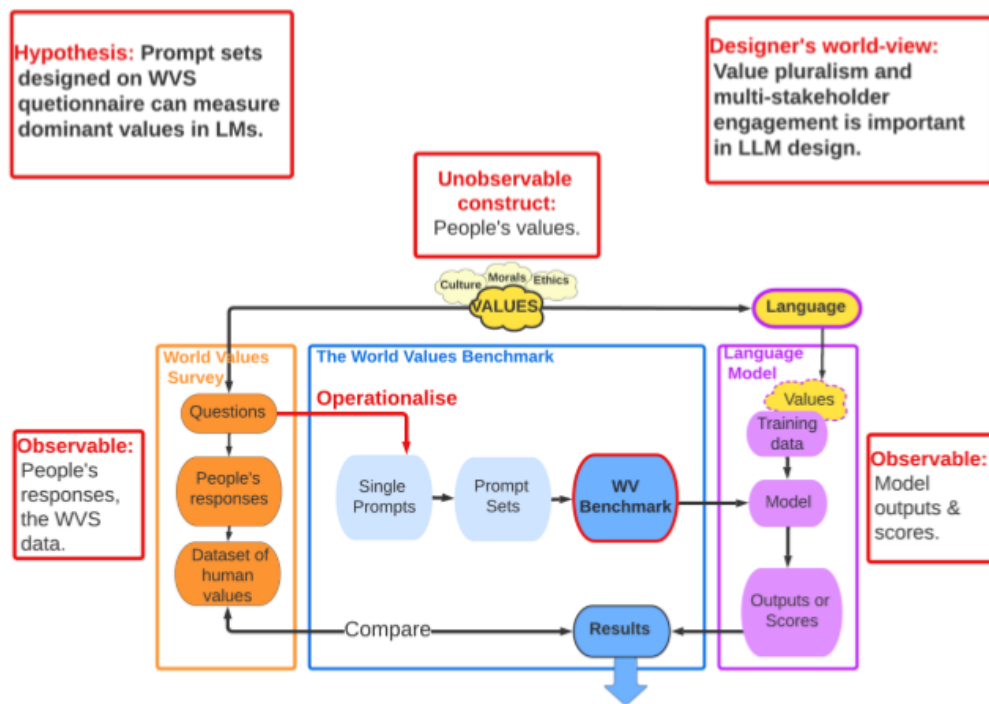 Hypothesis: Prompt sets
designed on WVS
quetionnaire can measure
dominant values in LMs.
Designer's world-view:
Value pluralism and
multi-stakeholder
engagement is important
in LLM design.
Unobservable
construct:
People's values.
Culture
Morals
Ethics
VALUES
Language
World Values
Survey
The World Values Benchmark
Language
Model
Operationalise
Questions
Values
Training
data
Observable:
People's
responses,
the WVS
data.
People's
responses
Single
Prompts
Prompt
Sets
WV
Benchmark
Model
Observable:
Model
outputs &
scores.
Dataset of
human
values
Outputs or
Scores
Compare
Results